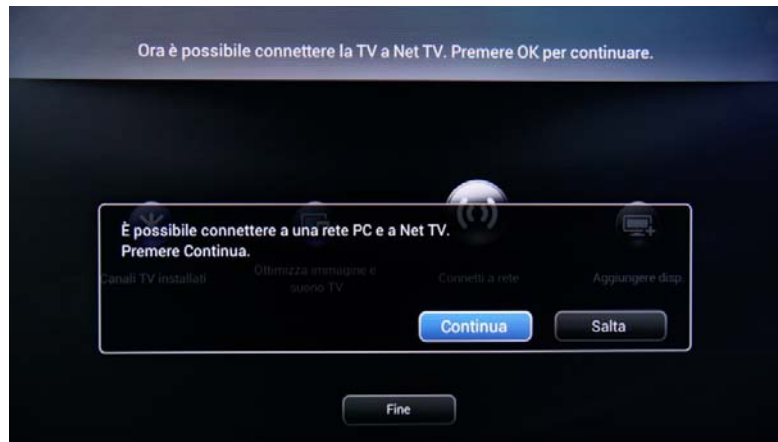 Ora è possibile connettere la TV a Net TV. Premere OK per continuare.
È possibile connettere a una rete PC e a Net TV.
Premere Continua.
Canali TV installati
Ottimizza immagine e
suono TV
Connetti a rete
Aggiungere disp.
Continua
Salta
Fine